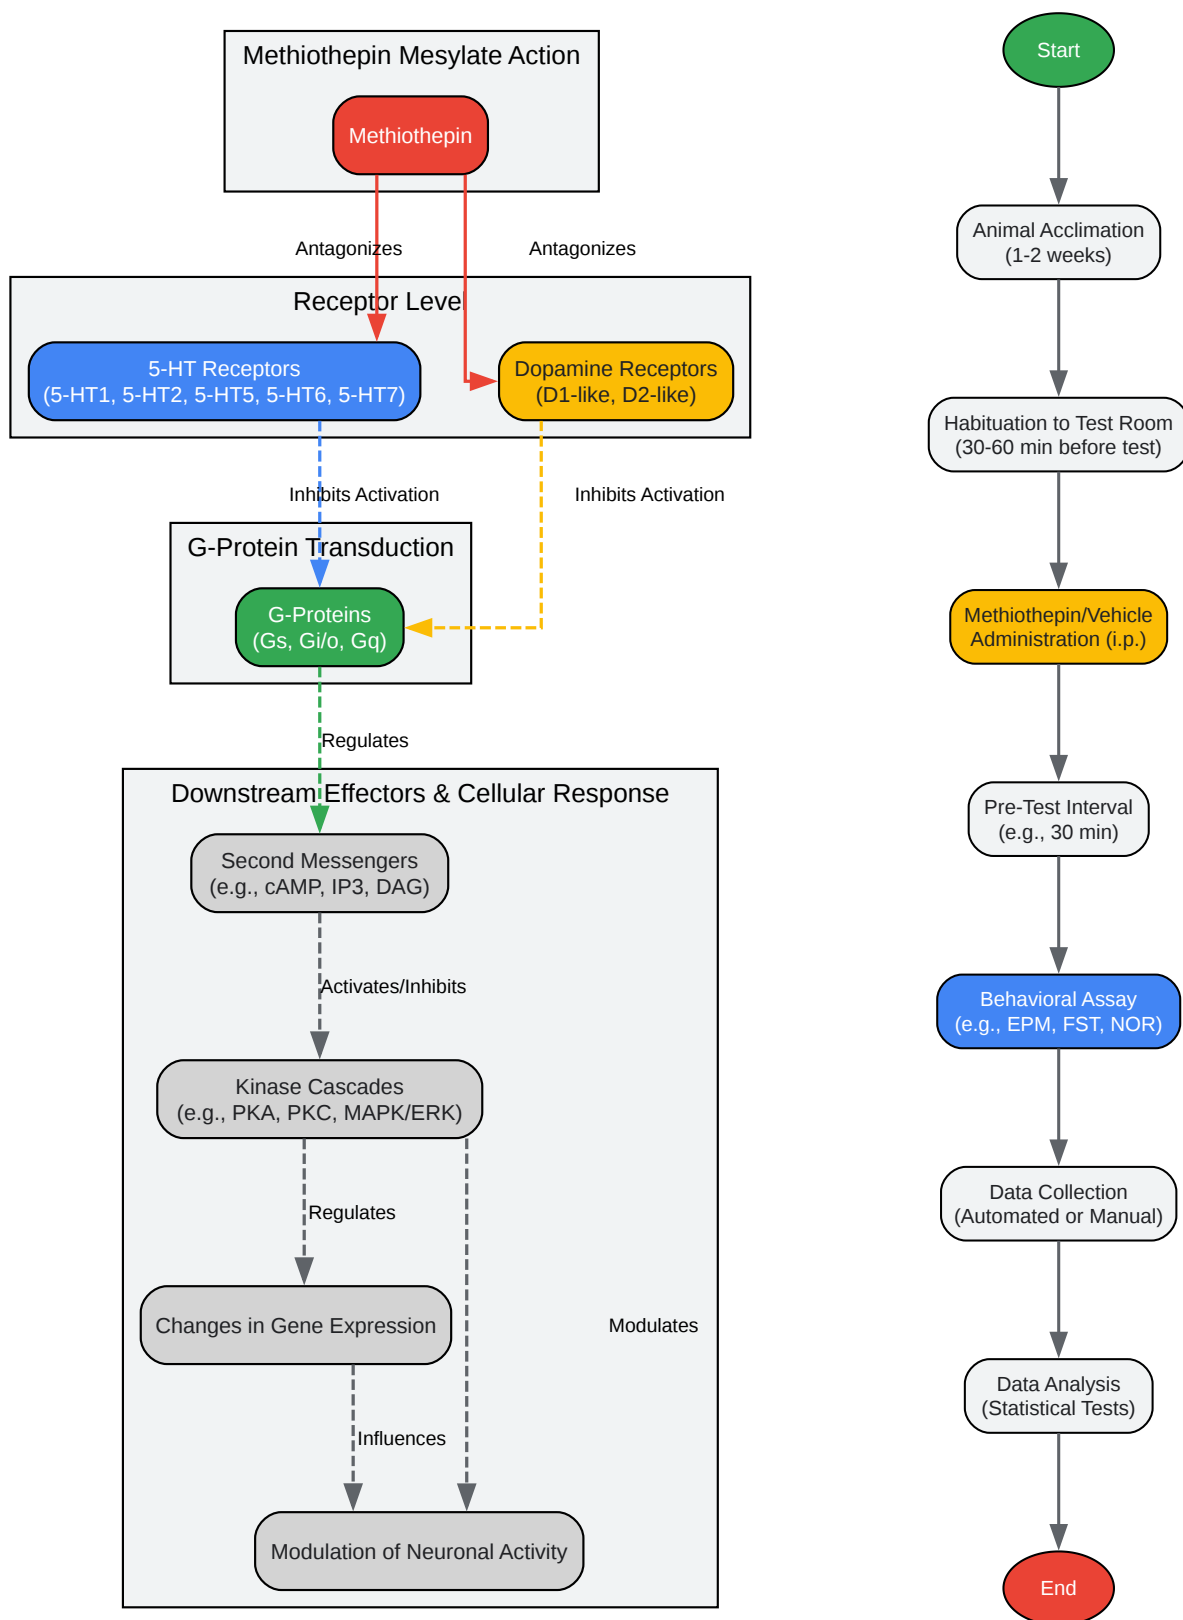 Methiothepin Mesylate Action
Methiothepin
Antagonizes
Antagonizes
Receptor Level
5-HT Receptors
(5-HT1, 5-HT2, 5-HT5, 5-HT6, 5-HT7)
Dopamine Receptors
(D1-like, D2-like)
Inhibits Activation
Inhibits Activation
G-Protein Transduction
G-Proteins
(Gs, Gi/o, Gq)
Regulates
Downstream Effectors & Cellular Response
Second Messengers
(e.g., cAMP, IP3, DAG)
Activates/Inhibits
Kinase Cascades
(e.g., PKA, PKC, MAPK/ERK)
Regulates
Changes in Gene Expression
Modulates
Influences
Modulation of Neuronal Activity
Start
Animal Acclimation
(1-2 weeks)
Habituation to Test Room
(30-60 min before test)
Methiothepin/Vehicle
Administration (i.p.)
Pre-Test Interval
(e.g., 30 min)
Behavioral Assay
(e.g., EPM, FST, NOR)
Data Collection
(Automated or Manual)
Data Analysis
(Statistical Tests)
End